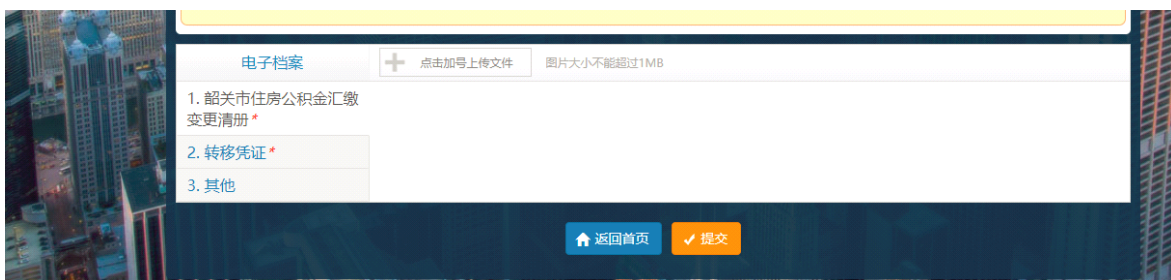 电子档案
点击加号上传文件
图片大小不能超过1MB
1. 韶关市住房公积金汇缴
变更清册*
2. 转移凭证*
3. 其他
返回首页
提交